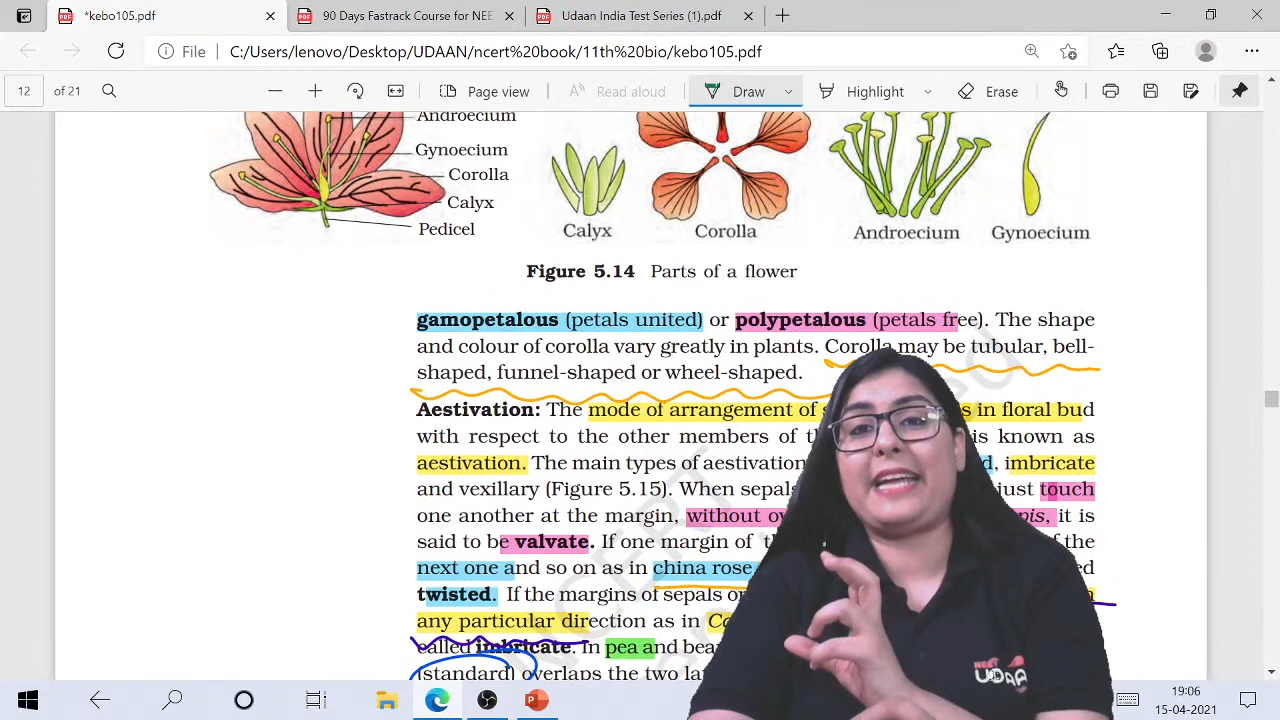 *kebo105.pdf
90 Days Fastrack Course for NEET
Udaan India Test Series (1).pdf
File C:/Users/lenovo/Desktop/UDAAN/ncert%20book/11th%20bio/kebo105.pdf
12 of 21 Page view Read aloud Draw Highlight Erase
Androecium
Gynoecium
Corolla
Calyx
Pedicel
Calyx Corolla Androecium Gynoecium
Figure 5.14 Parts of a flower
gamopetalous (petals united) or polypetalous (petals free). The shape
and colour of corolla vary greatly in plants. Corolla may be tubular, bell-
shaped, funnel-shaped or wheel-shaped.
Aestivation: The mode of arrangement of in floral bud
with respect to the other members of is known as
aestivation. The main types of aestivation imbricate
and vexillary (Figure 5.15). When sepals just touch
one another at the margin, without it is
said to be valvate. If one margin of the
next one and so on as in china rose,
twisted. If the margins of sepals
any particular direction as in
called imbricate. In pea and
(standard) overlaps the two
NCERT
NEET
UDAAN
19:06
15-04-2021